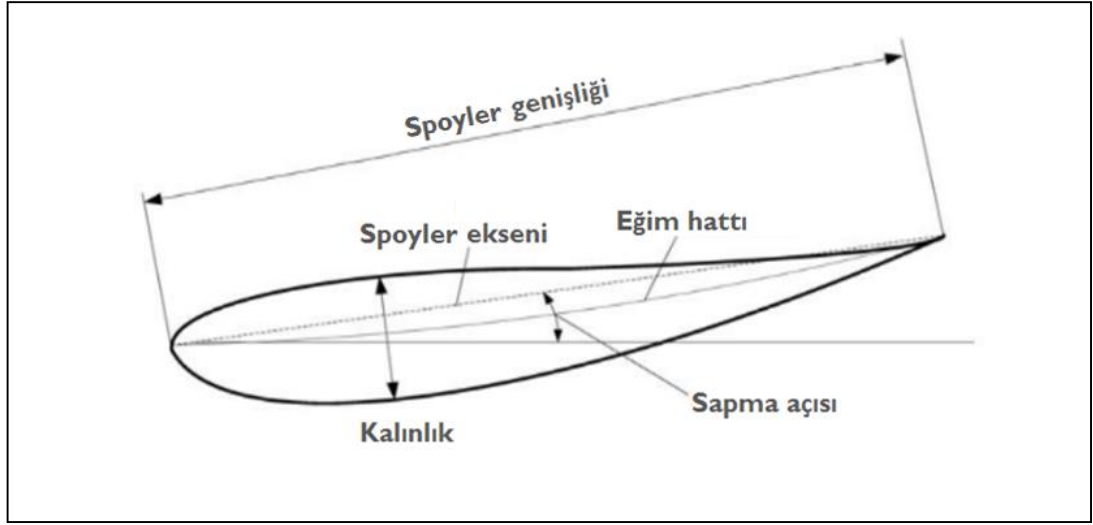 Spoyler genişliği
Spoyler ekseni
Eğim hattı
Sapma açısı
Kalınlık